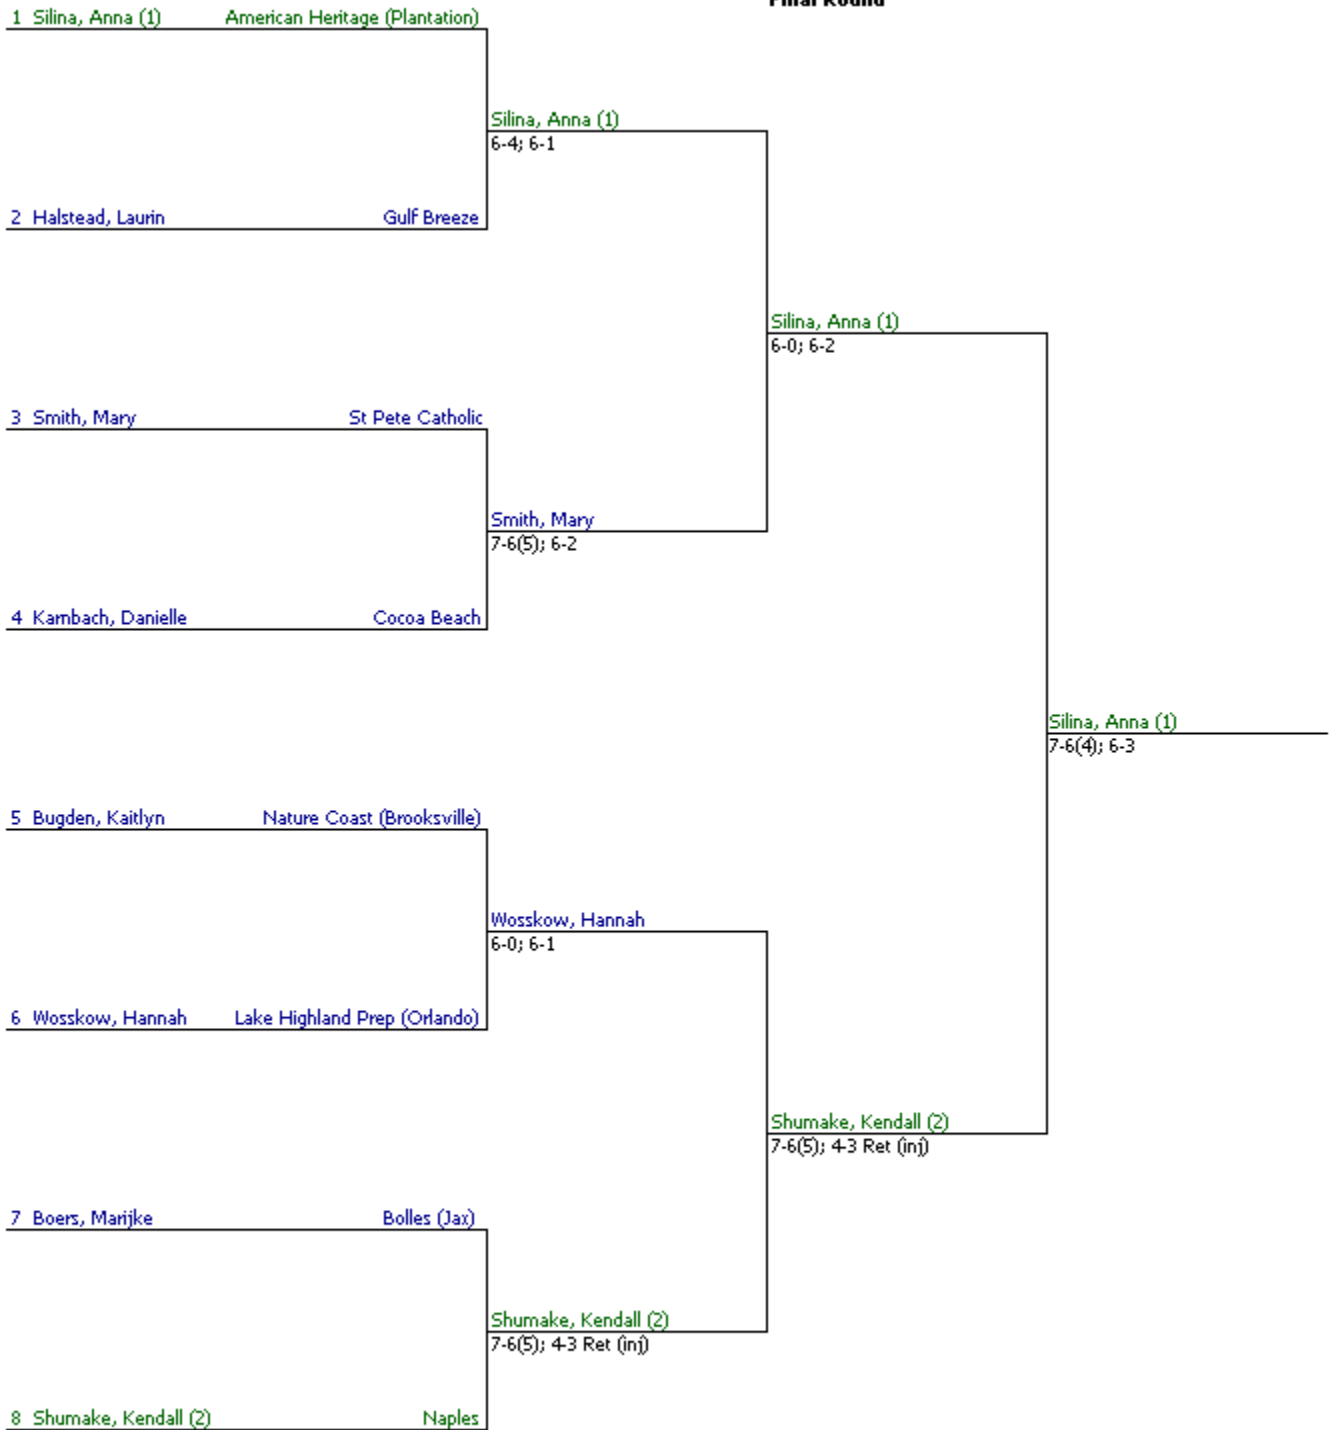 Final Round
1 Silina, Anna (1) American Heritage (Plantation)
Silina, Anna (1)
6-4; 6-1
2 Halstead, Laurin Gulf Breeze
Silina, Anna (1)
6-0; 6-2
3 Smith, Mary St Pete Catholic
Smith, Mary
7-6(5); 6-2
4 Kambach, Danielle Cocoa Beach
Silina, Anna (1)
7-6(4); 6-3
5 Bugden, Kaitlyn Nature Coast (Brooksville)
Wosskow, Hannah
6-0; 6-1
6 Wosskow, Hannah Lake Highland Prep (Orlando)
Shumake, Kendall (2)
7-6(5); 4-3 Ret (inj)
7 Boers, Marijke Bolles (Jax)
Shumake, Kendall (2)
7-6(5); 4-3 Ret (inj)
8 Shumake, Kendall (2) Naples